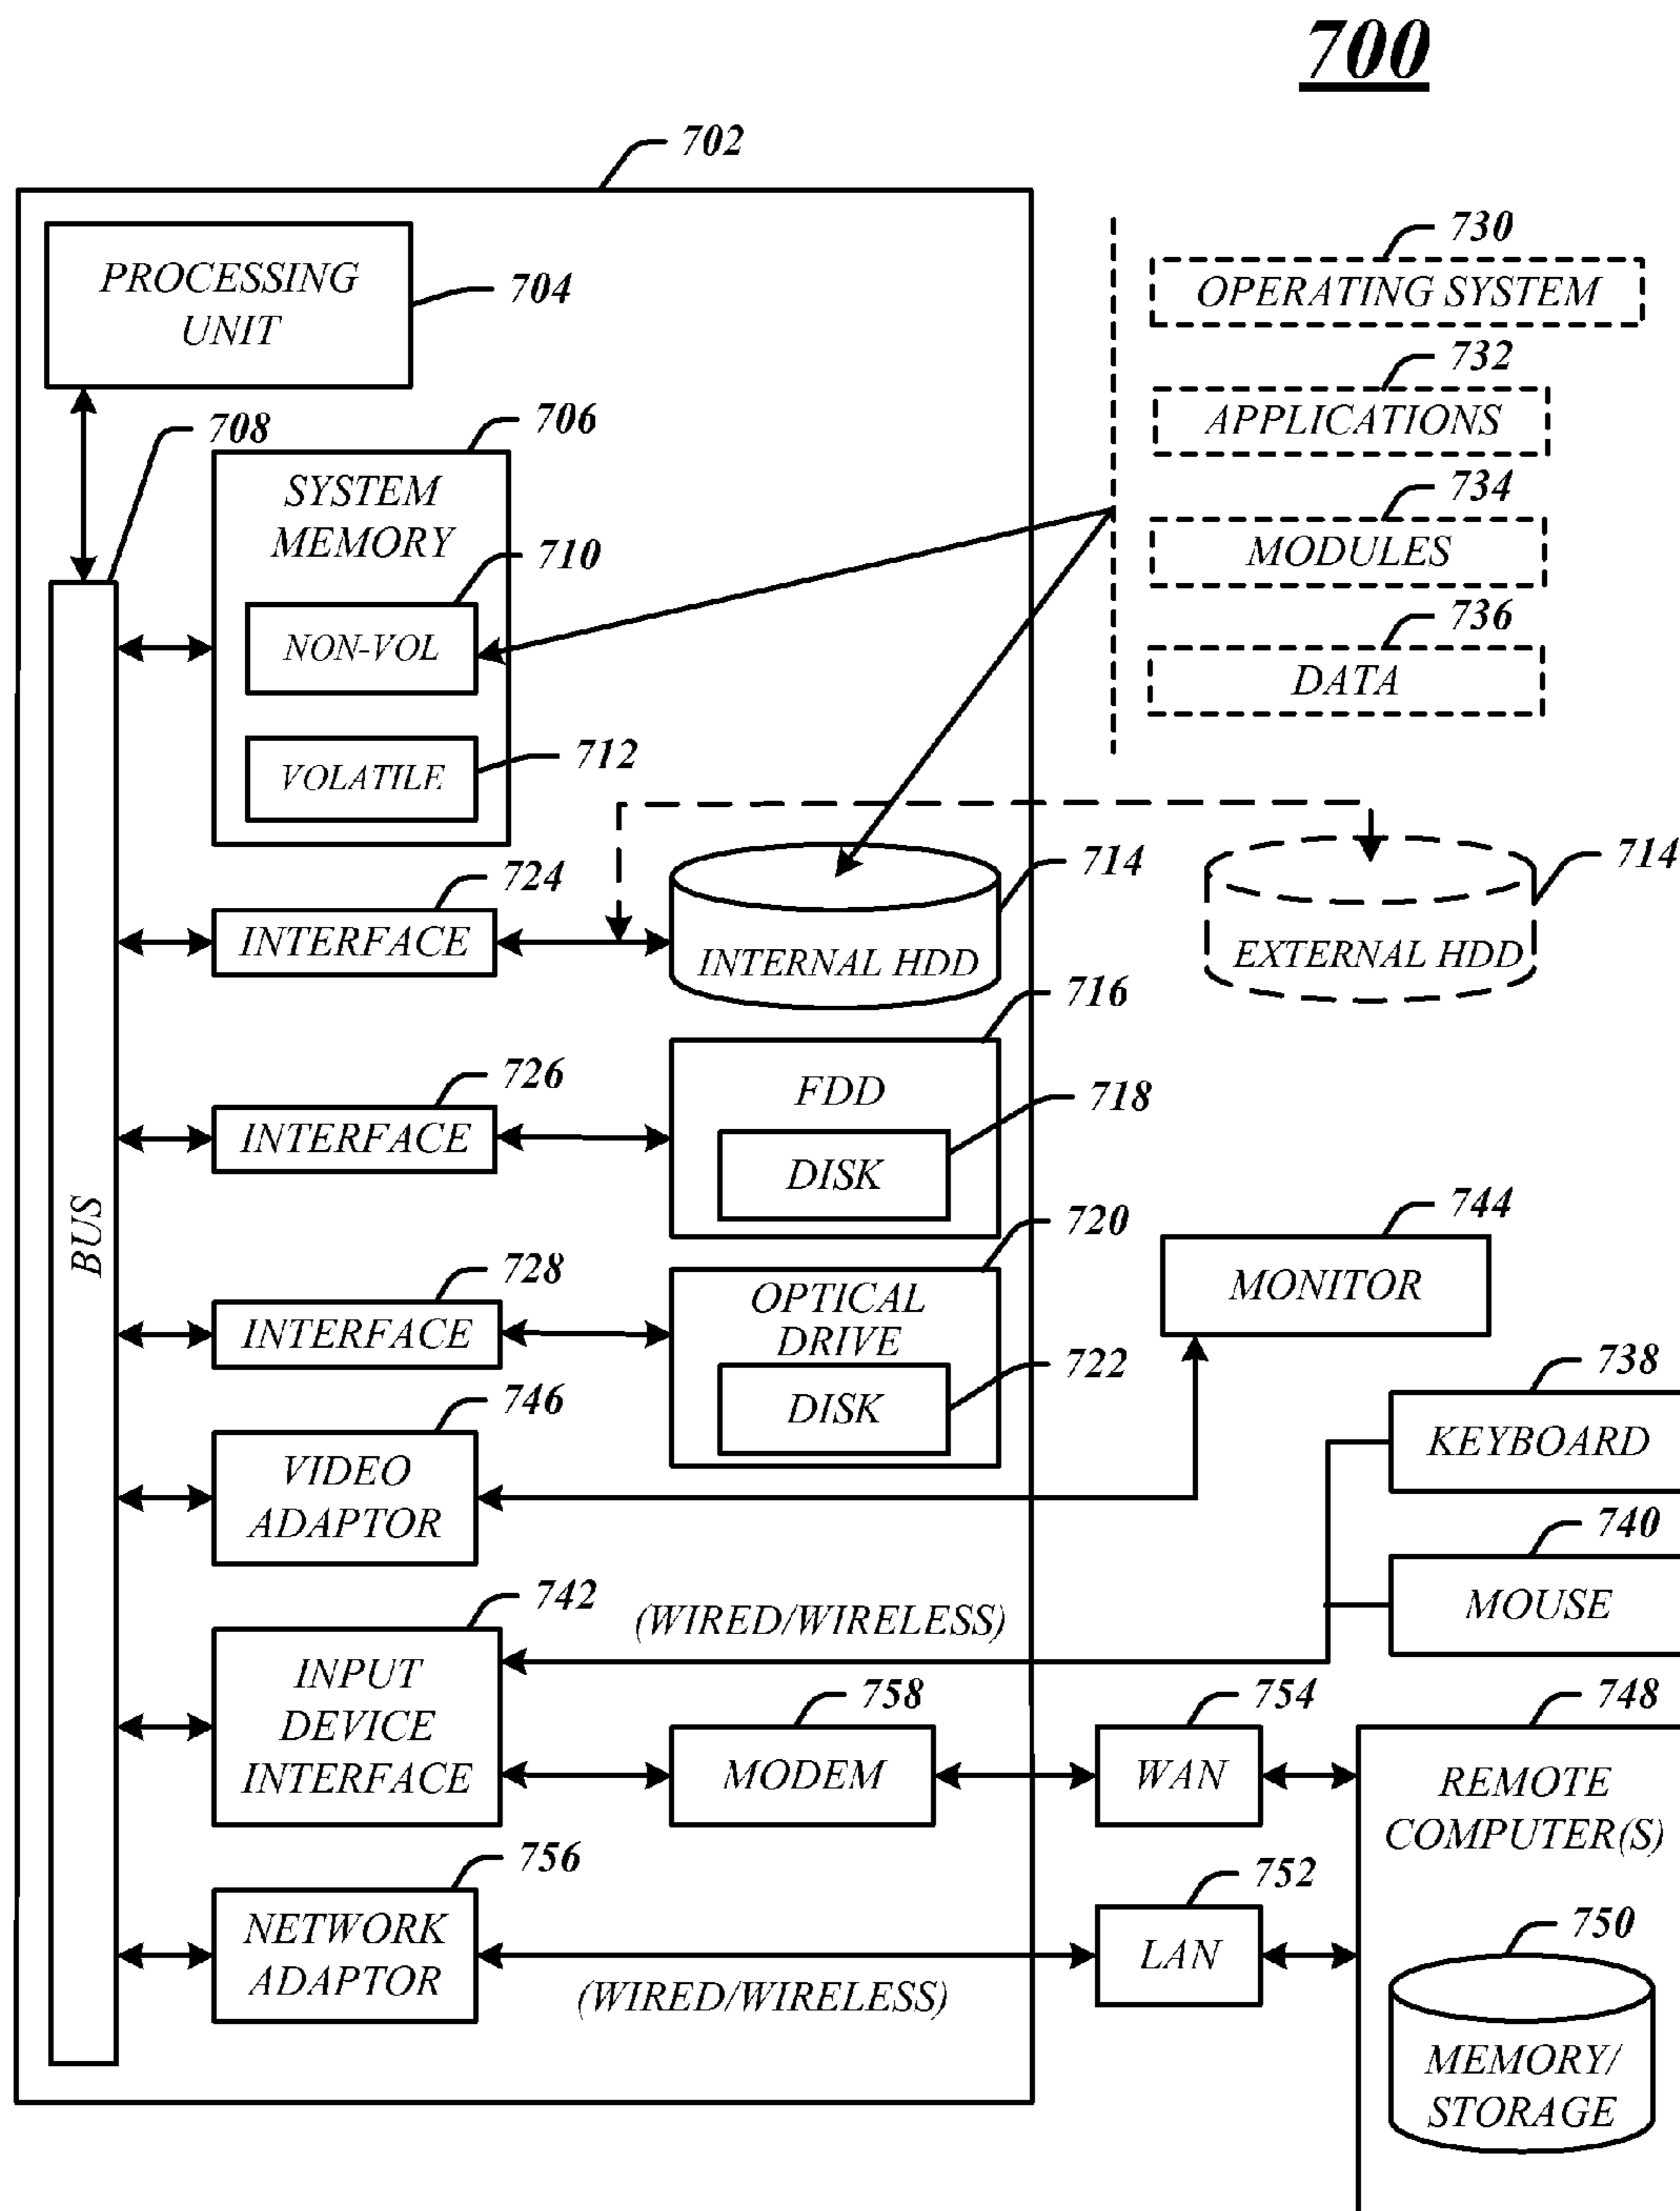 700
702
PROCESSING
UNIT
704
730
OPERATING SYSTEM
732
APPLICATIONS
734
MODULES
736
DATA
708
706
SYSTEM
MEMORY
710
NON-VOL
712
VOLATILE
724
INTERFACE
714
INTERNAL HDD
714
EXTERNAL HDD
726
INTERFACE
716
FDD
718
DISK
BUS
728
INTERFACE
720
OPTICAL
DRIVE
722
DISK
744
MONITOR
746
VIDEO
ADAPTOR
738
KEYBOARD
740
MOUSE
742
INPUT
DEVICE
INTERFACE
(WIRED/WIRELESS)
758
MODEM
754
WAN
748
REMOTE
COMPUTER(S)
756
NETWORK
ADAPTOR
(WIRED/WIRELESS)
752
LAN
750
MEMORY/
STORAGE